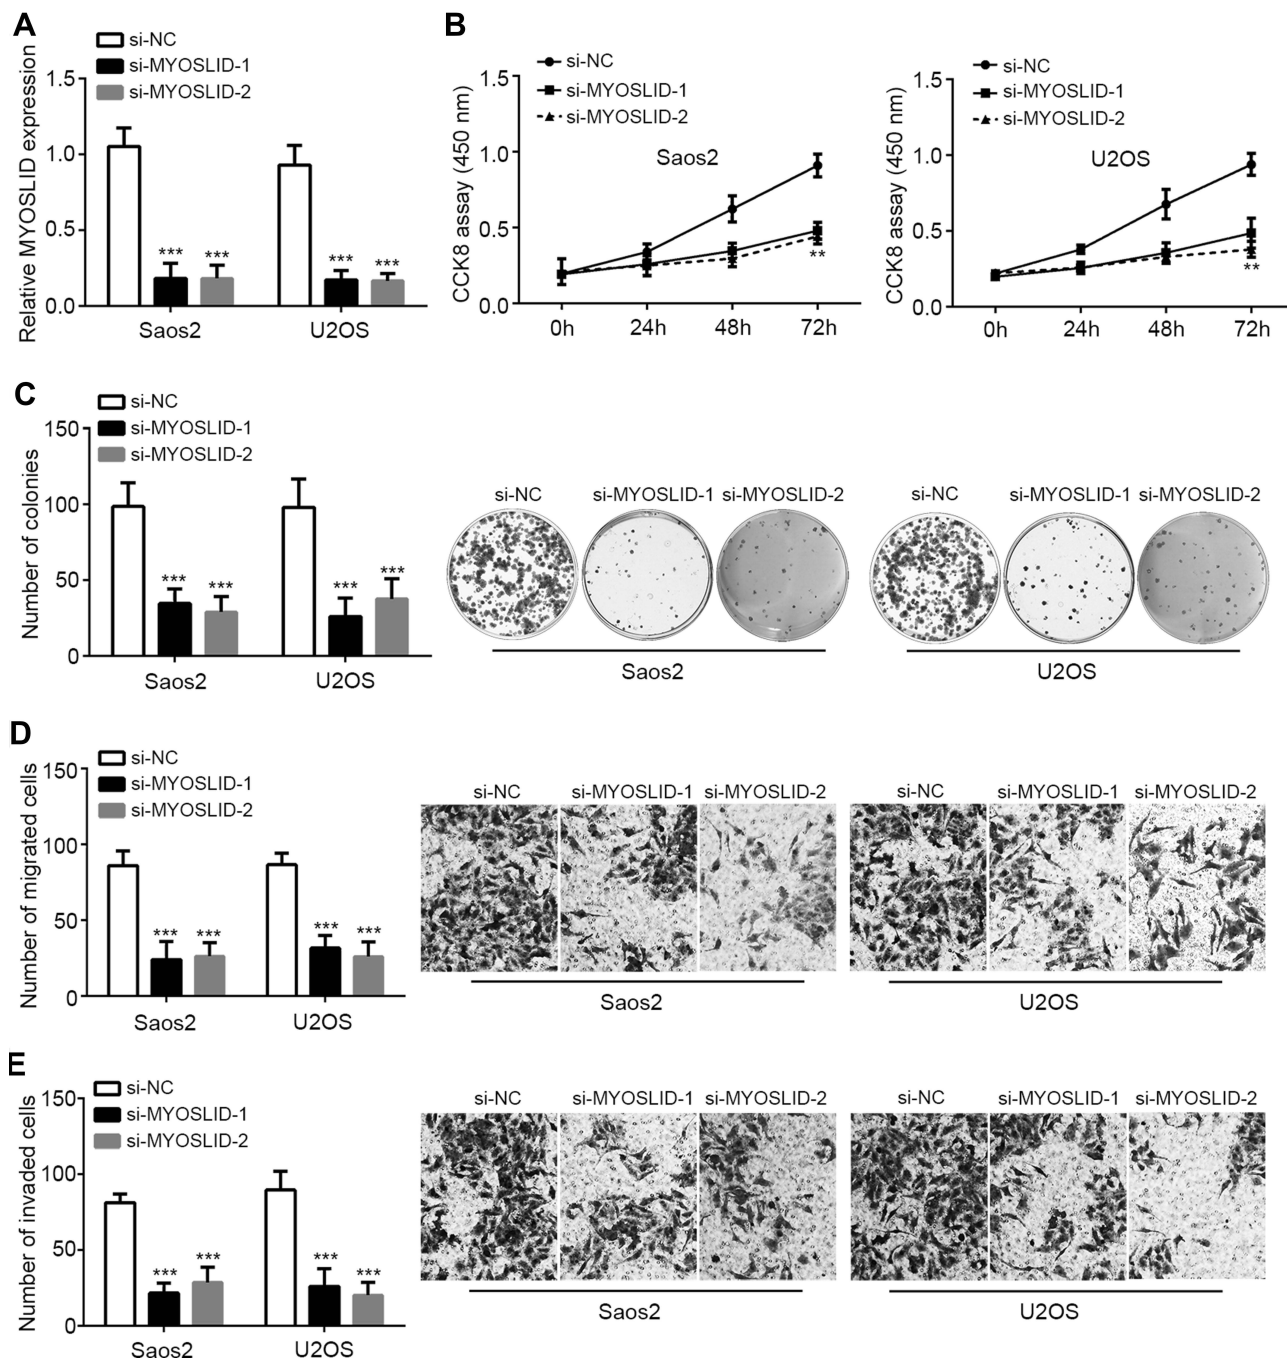 A
si-NC
si-MYOSLID-1
si-MYOSLID-2
Relative MYOSLID expression
1.5
1.0
0.5
0.0
*** ***
*** ***
Saos2 U2OS
B
si-NC
si-MYOSLID-1
si-MYOSLID-2
CCK8 assay (450 nm)
1.5
1.0
0.5
0.0
Saos2
**
0h 24h 48h 72h
si-NC
si-MYOSLID-1
si-MYOSLID-2
CCK8 assay (450 nm)
1.5
1.0
0.5
0.0
U2OS
**
0h 24h 48h 72h
C
si-NC
si-MYOSLID-1
si-MYOSLID-2
Number of colonies
150
100
50
0
*** ***
*** ***
Saos2 U2OS
si-NC si-MYOSLID-1 si-MYOSLID-2
Saos2
si-NC si-MYOSLID-1 si-MYOSLID-2
U2OS
D
si-NC
si-MYOSLID-1
si-MYOSLID-2
Number of migrated cells
150
100
50
0
*** ***
*** ***
Saos2 U2OS
si-NC si-MYOSLID-1 si-MYOSLID-2
Saos2
si-NC si-MYOSLID-1 si-MYOSLID-2
U2OS
E
si-NC
si-MYOSLID-1
si-MYOSLID-2
Number of invaded cells
150
100
50
0
*** ***
*** ***
Saos2 U2OS
si-NC si-MYOSLID-1 si-MYOSLID-2
Saos2
si-NC si-MYOSLID-1 si-MYOSLID-2
U2OS